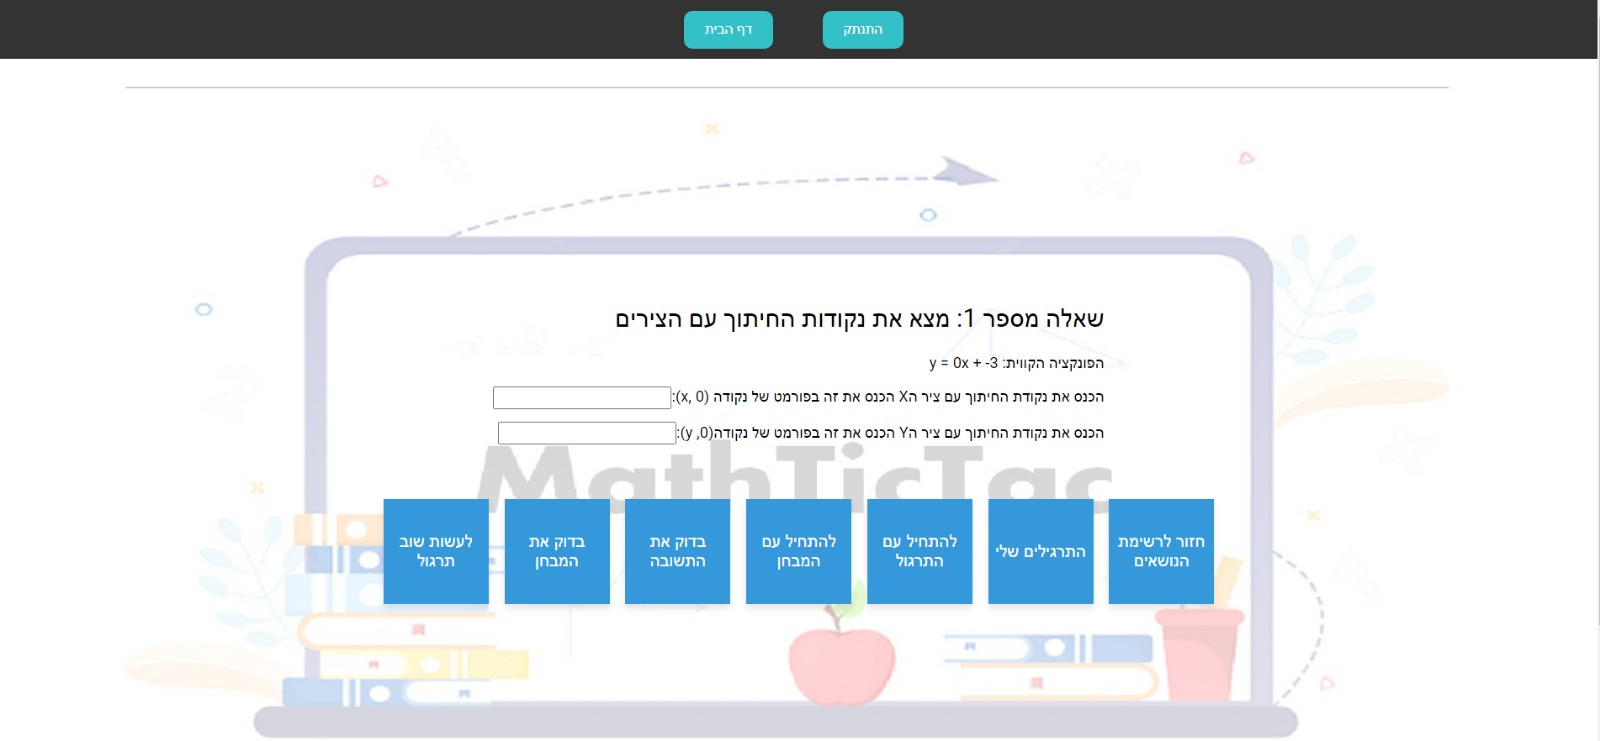 התנתק
דף הבית
שאלה מספר 1: מצא את נקודות החיתוך עם הצירים
הפונקציה הקווית: y = 0x + -3
הכנס את נקודת החיתוך עם ציר הX הכנס את זה בפורמט של נקודה (x, 0):
הכנס את נקודת החיתוך עם ציר הY הכנס את זה בפורמט של נקודה(0, y):
MathTicTac
חזור לרשימת
הנושאים
התרגילים שלי
להתחיל עם
התרגול
להתחיל עם
המבחן
בדוק את
התשובה
בדוק את
המבחן
לעשות שוב
תרגול